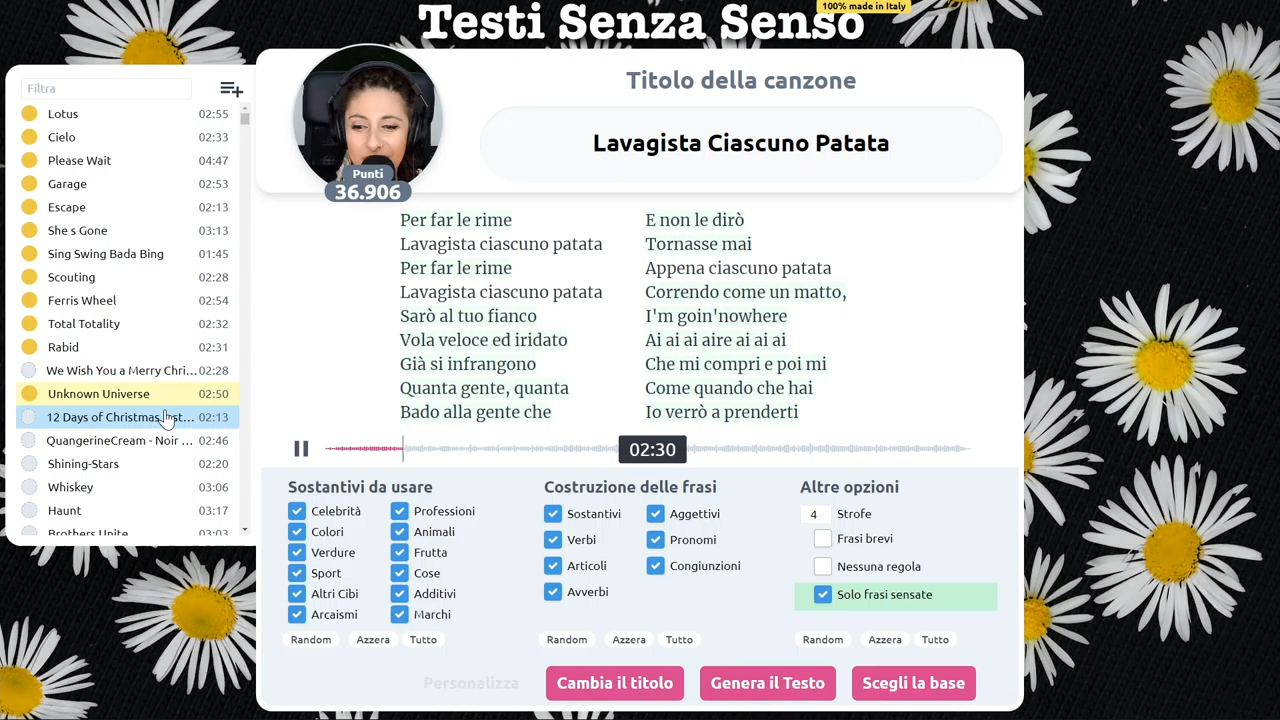 100% made in Italy
Testi Senza Senso
Filtra
Lotus 02:55
Cielo 02:33
Please Wait 04:47
Garage 02:53
Escape 02:13
She s Gone 03:13
Sing Swing Bada Bing 01:45
Scouting 02:28
Ferris Wheel 02:54
Total Totality 02:32
Rabid 02:31
We Wish You a Merry Chri... 02:28
Unknown Universe 02:50
12 Days of Christmas 02:13
QuangerineCream - Noir ... 02:46
Shining-Stars 02:20
Whiskey 03:06
Haunt 03:17
Brothers Unite 03:03
Punti
36.906
Titolo della canzone
Lavagista Ciascuno Patata
Per far le rime
Lavagista ciascuno patata
Per far le rime
Lavagista ciascuno patata
Sarò al tuo fianco
Vola veloce ed iridato
Già si infrangono
Quanta gente, quanta
Bado alla gente che
E non le dirò
Tornasse mai
Appena ciascuno patata
Correndo come un matto,
I'm goin'nowhere
Ai ai ai aire ai ai ai
Che mi compri e poi mi
Come quando che hai
Io verrò a prenderti
02:30
Sostantivi da usare
Celebrità Professioni
Colori Animali
Verdure Frutta
Sport Cose
Altri Cibi Additivi
Arcaismi Marchi
Random Azzera Tutto
Costruzione delle frasi
Sostantivi Aggettivi
Verbi Pronomi
Articoli Congiunzioni
Avverbi
Random Azzera Tutto
Altre opzioni
4 Strofe
Frasi brevi
Nessuna regola
Solo frasi sensate
Random Azzera Tutto
Personalizza
Cambia il titolo
Genera il Testo
Scegli la base